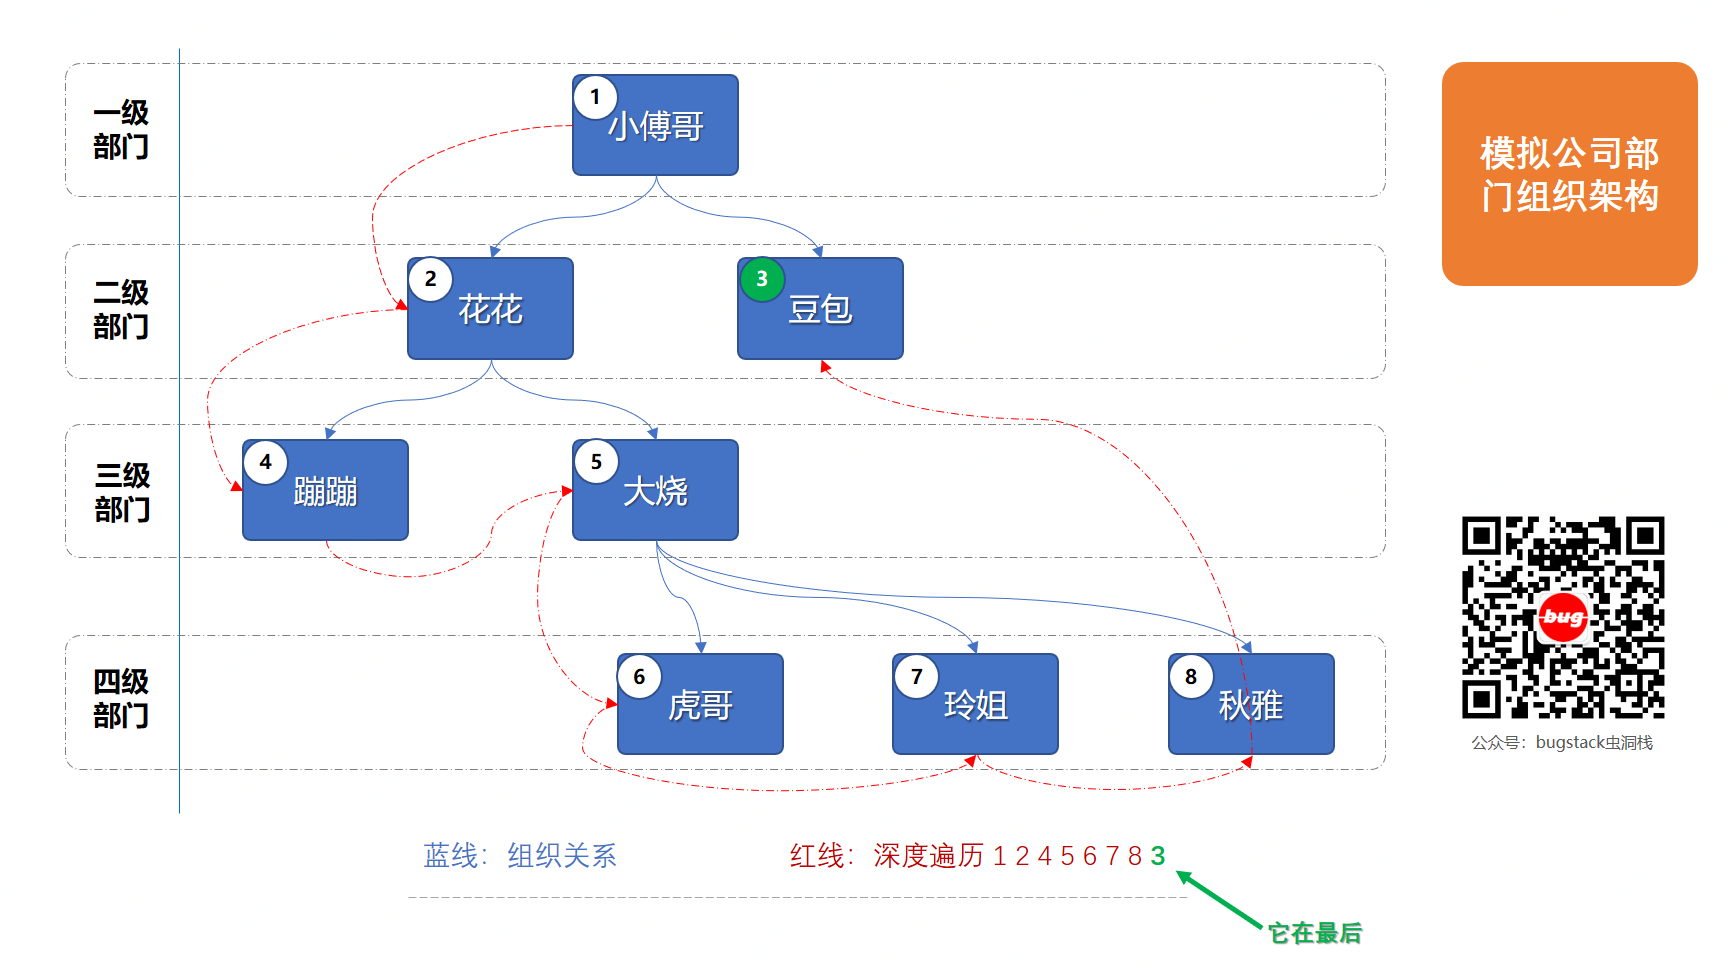 一级
部门
1
小傅哥
模拟公司部
门组织架构
二级
部门
2
花花
3
豆包
三级
部门
4
蹦蹦
5
大烧
四级
部门
6
虎哥
7
玲姐
8
秋雅
bug
公众号：bugstack虫洞栈
蓝线：组织关系
红线：深度遍历 1 2 4 5 6 7 8 3
它在最后